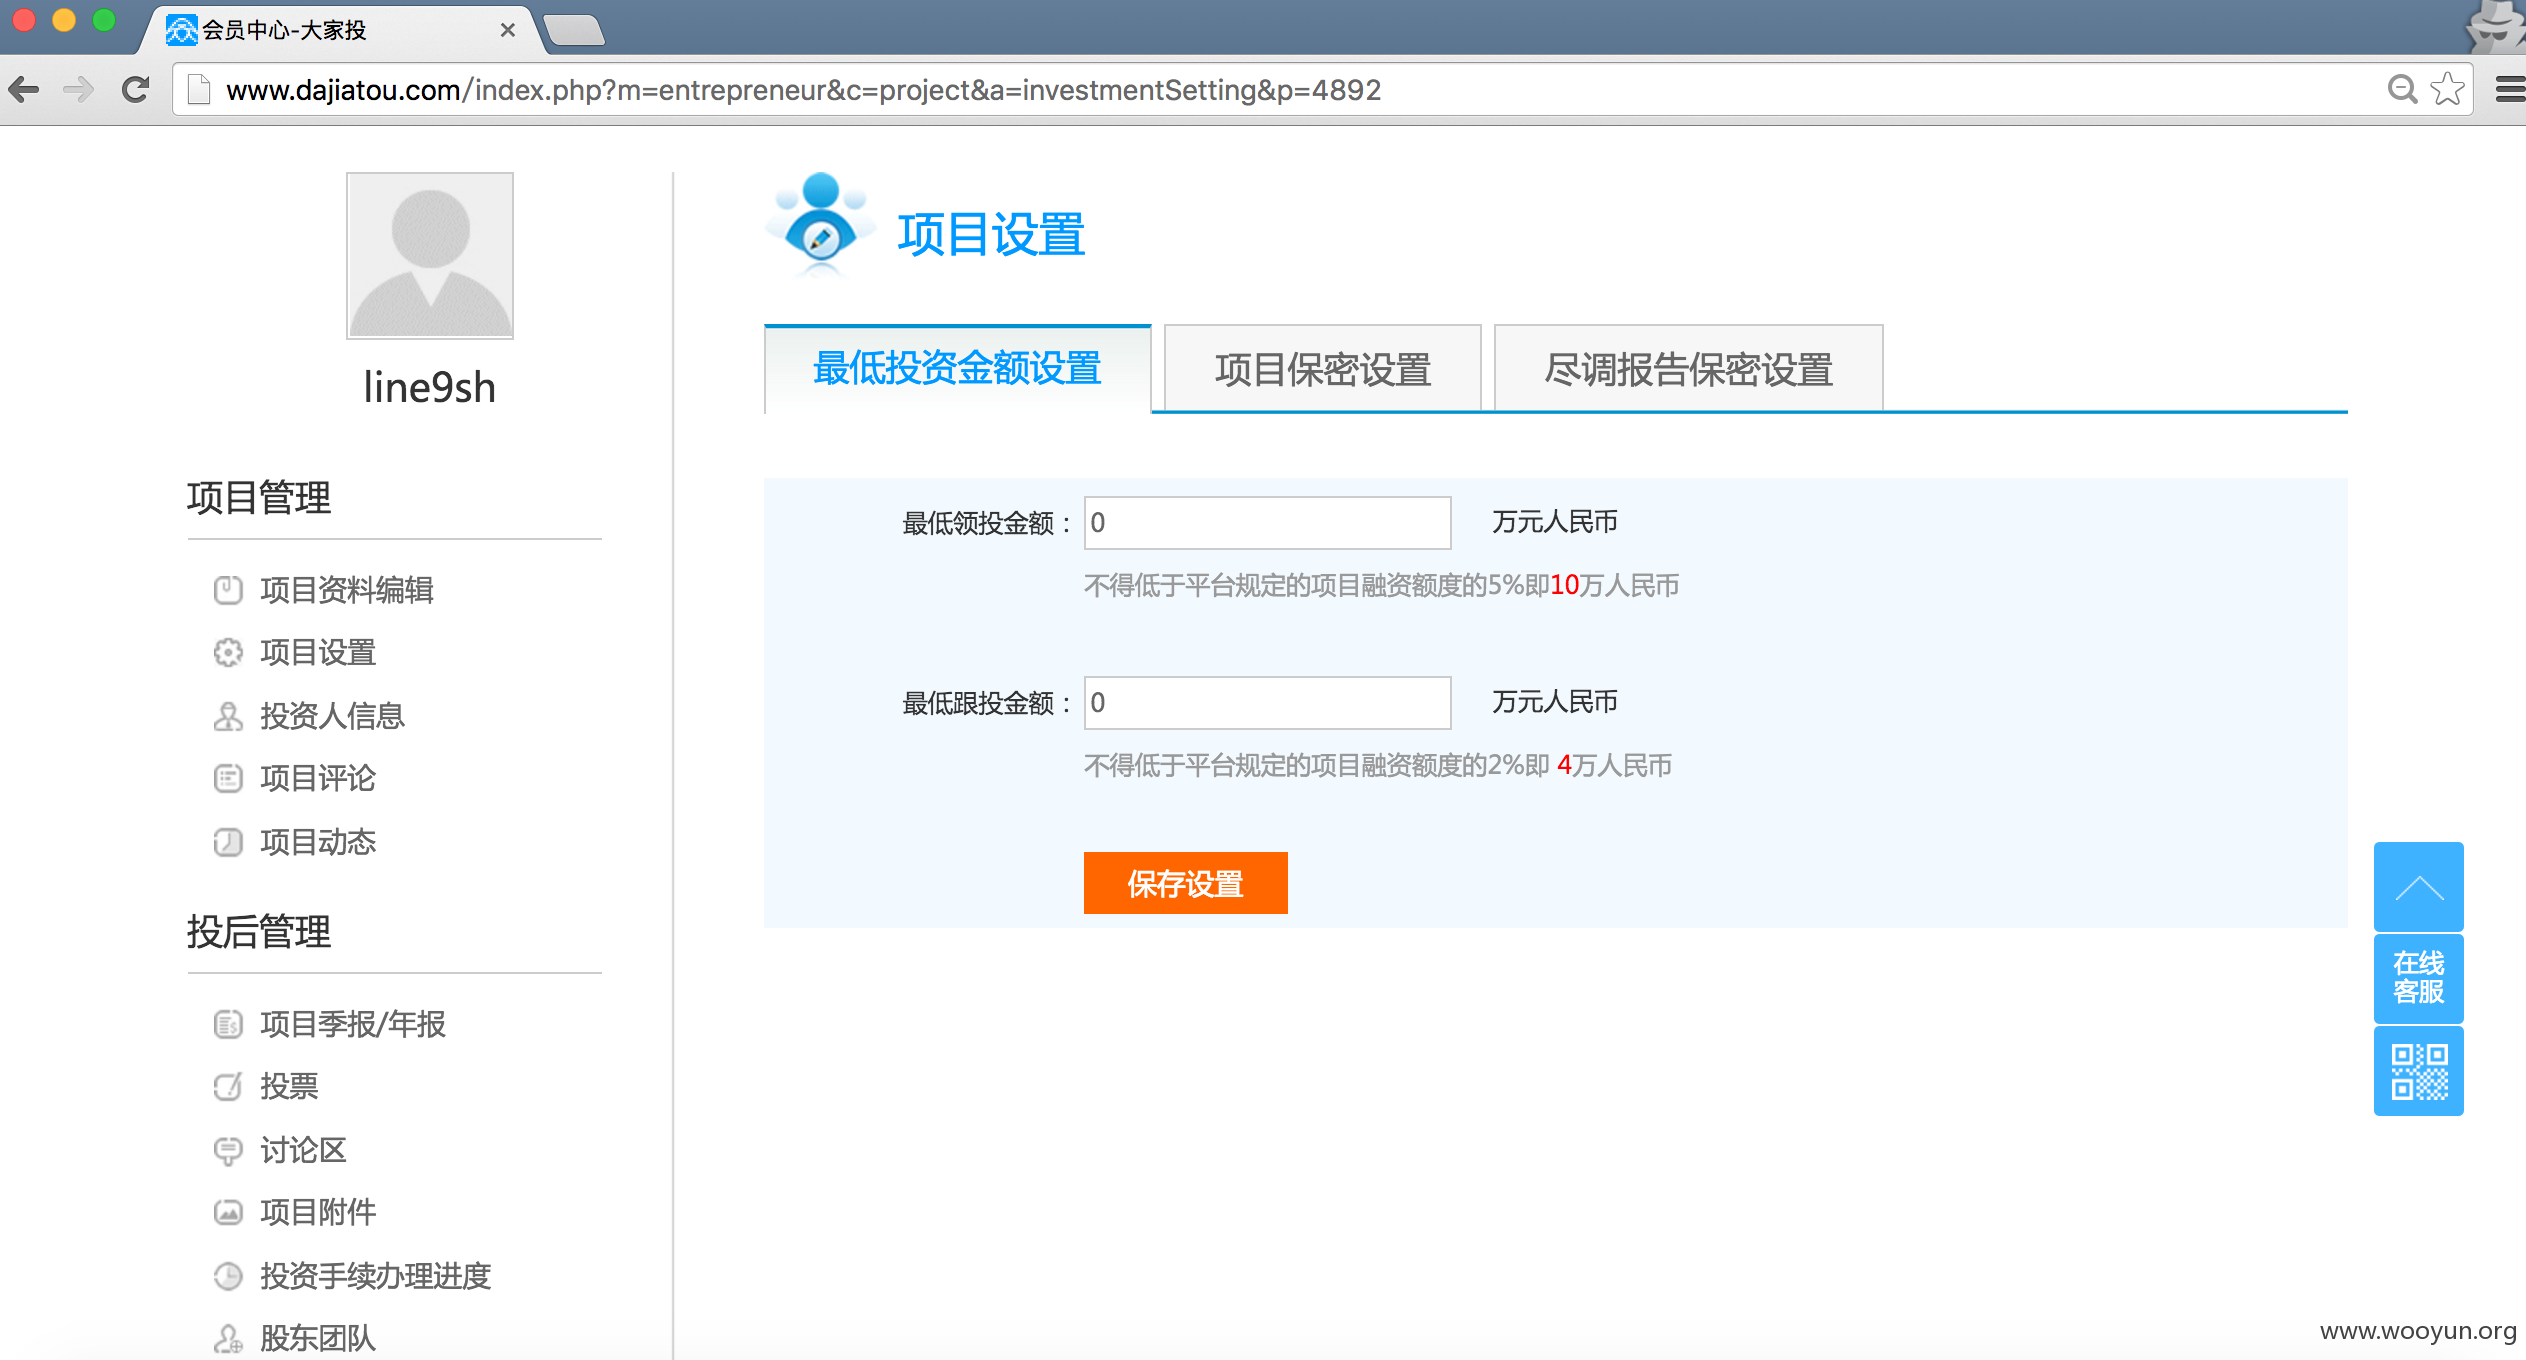 会员中心-大家投
www.dajiatou.com/index.php?m=entrepreneur&c=project&a=investmentSetting&p=4892
line9sh
项目管理
项目资料编辑
项目设置
投资人信息
项目评论
项目动态
投后管理
项目季报/年报
投票
讨论区
项目附件
投资手续办理进度
股东团队
项目设置
最低投资金额设置 项目保密设置 尽调报告保密设置
最低领投金额： 0 万元人民币
不得低于平台规定的项目融资额度的5%即10万人民币
最低跟投金额： 0 万元人民币
不得低于平台规定的项目融资额度的2%即 4万人民币
保存设置
在线
客服
www.wooyun.org